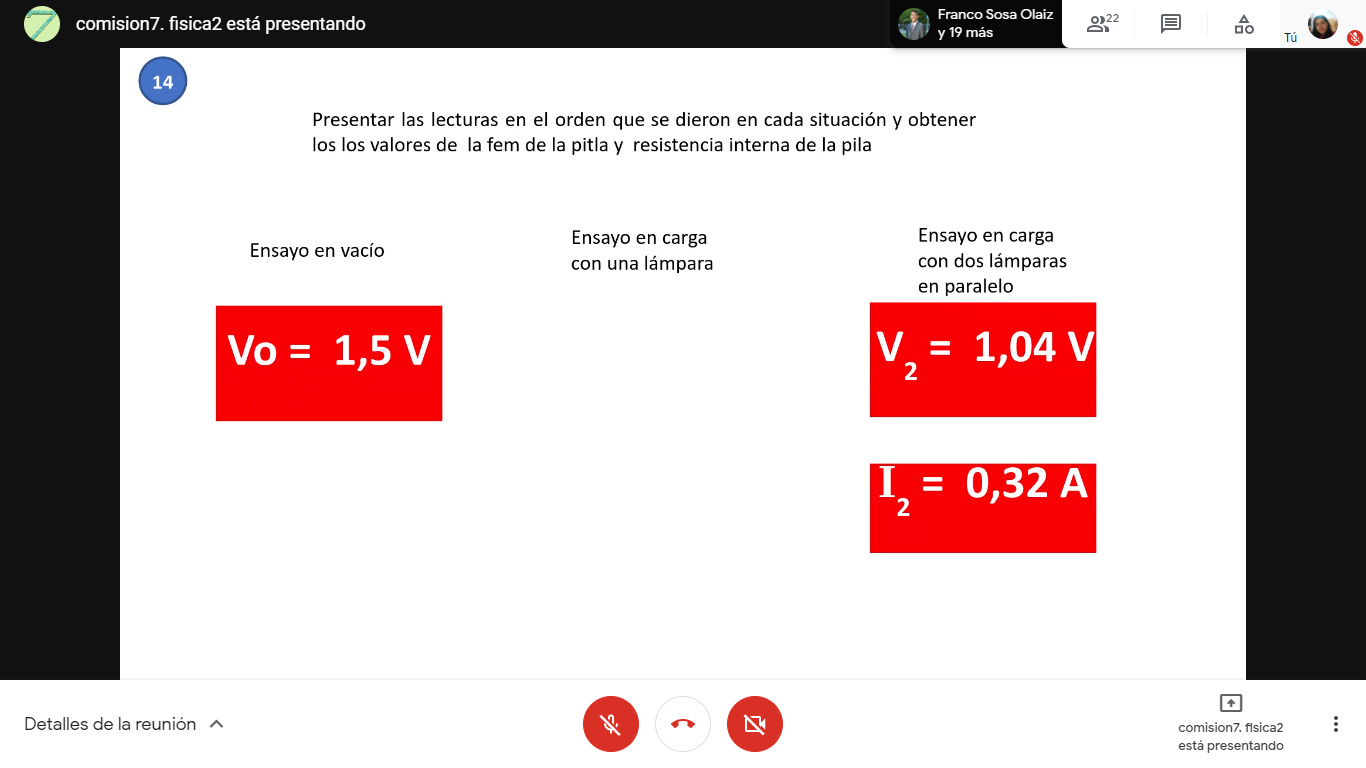 comision7. fisica2 está presentando
Franco Sosa Olaiz
y 19 más
22
Tú
14
Presentar las lecturas en el orden que se dieron en cada situación y obtener
los los valores de la fem de la pitla y resistencia interna de la pila
Ensayo en vacío
Ensayo en carga
con una lámpara
Ensayo en carga
con dos lámparas
en paralelo
Vo = 1,5 V
V2 = 1,04 V
I2 = 0,32 A
Detalles de la reunión
comision7. fisica2
está presentando